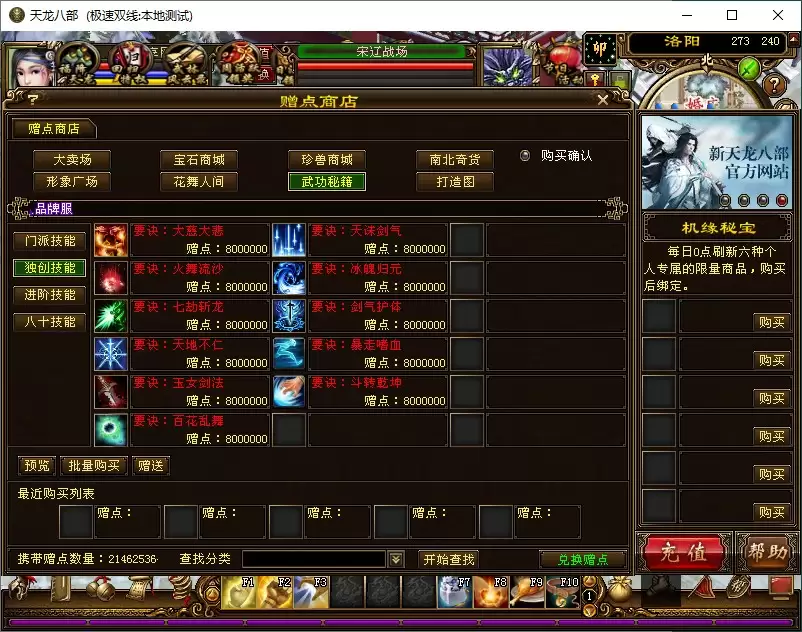 天龙八部 (极速双线:本地测试)
宋辽战场
卯
洛阳 273 240
北
?
赠点商店
赠点商店
大卖场 宝石商城 珍兽商城 南北奇货 购买确认
形象广场 花舞人间 武功秘籍 打造图
品牌服
门派技能
独创技能
进阶技能
八十技能
要诀：大慈大悲
赠点：8000000
要诀：天诛剑气
赠点：8000000
要诀：火舞流沙
赠点：8000000
要诀：冰魄归元
赠点：8000000
要诀：七劫斩龙
赠点：8000000
要诀：剑气护体
赠点：8000000
要诀：天地不仁
赠点：8000000
要诀：暴走嗜血
赠点：8000000
要诀：玉女剑法
赠点：8000000
要诀：斗转乾坤
赠点：8000000
要诀：百花乱舞
赠点：8000000
预览 批量购买 赠送
最近购买列表
赠点： 赠点： 赠点： 赠点： 赠点：
携带赠点数量：21462536 查找分类 开始查找 兑换赠点
新天龙八部
官方网站
机缘秘宝
每日0点刷新六种个
人专属的限量商品，购买
后绑定。
购买
购买
购买
购买
购买
购买
充值 帮助
F1 F2 F3 F7 F8 F9 F10 1